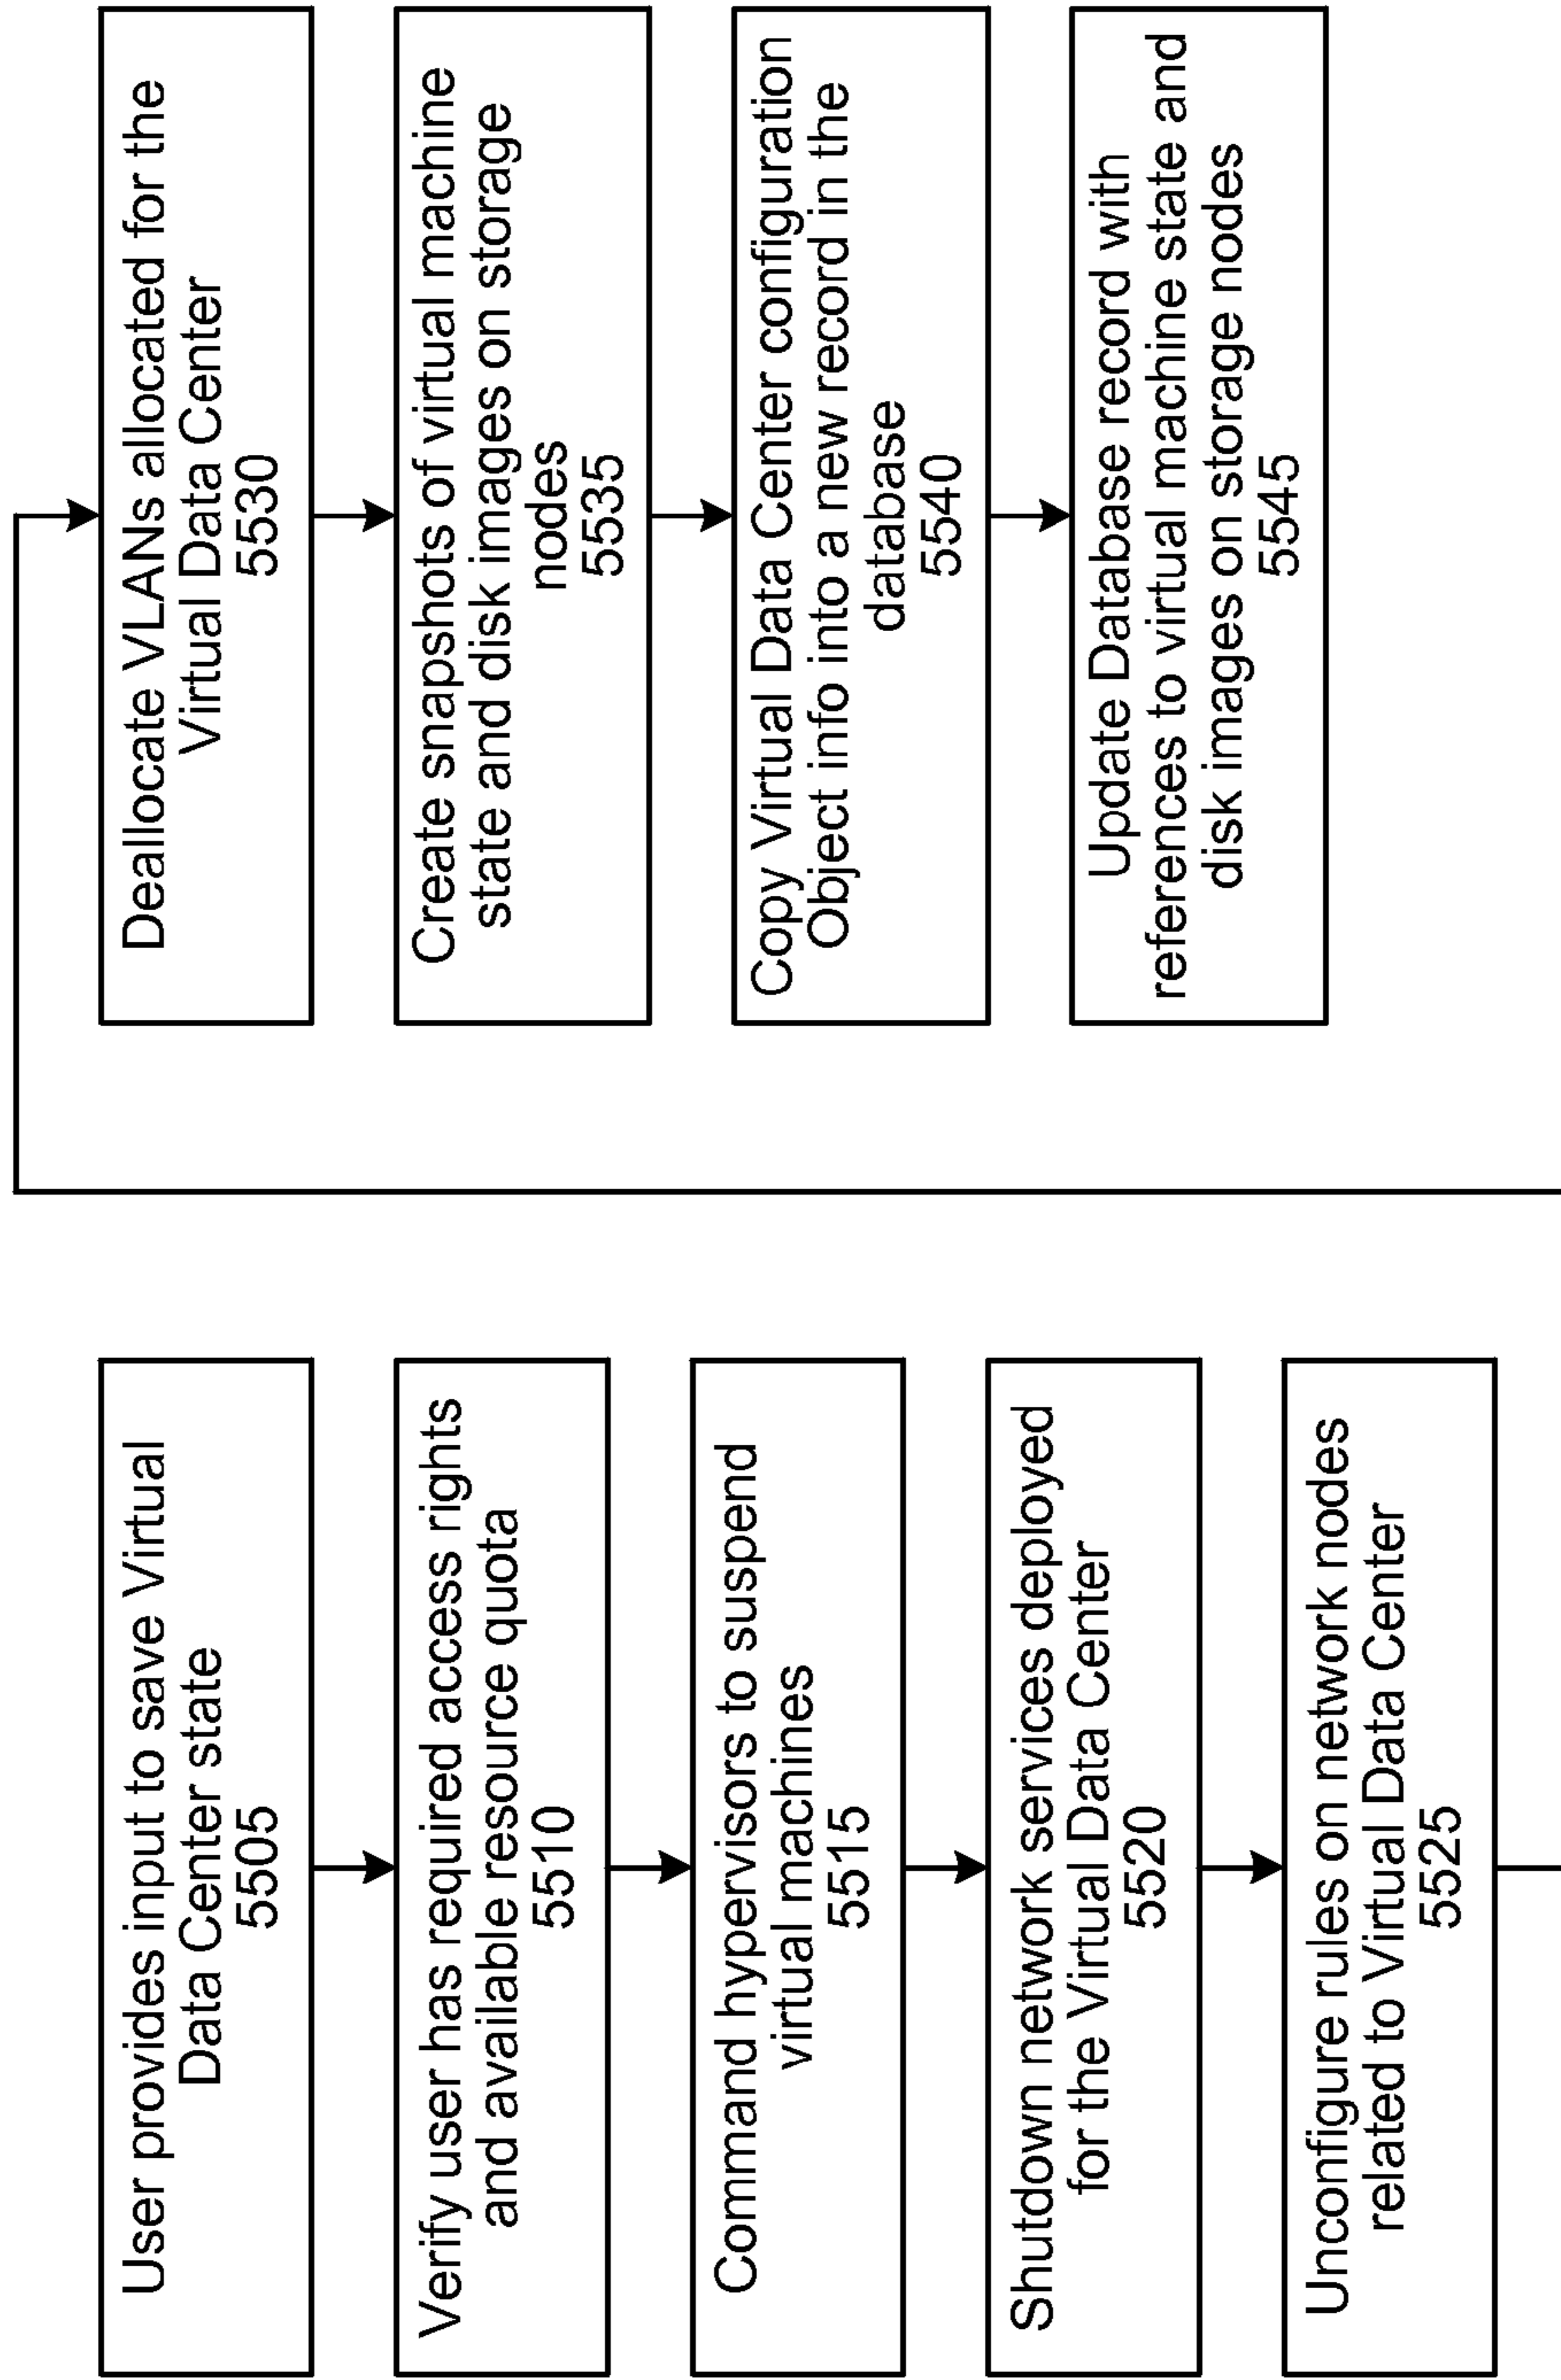 User provides input to save Virtual
Data Center state
5505
Verify user has required access rights
and available resource quota
5510
Command hypervisors to suspend
virtual machines
5515
Shutdown network services deployed
for the Virtual Data Center
5520
Unconfigure rules on network nodes
related to Virtual Data Center
5525
Deallocate VLANs allocated for the
Virtual Data Center
5530
Create snapshots of virtual machine
state and disk images on storage
nodes
5535
Copy Virtual Data Center configuration
Object info into a new record in the
database
5540
Update Database record with
references to virtual machine state and
disk images on storage nodes
5545